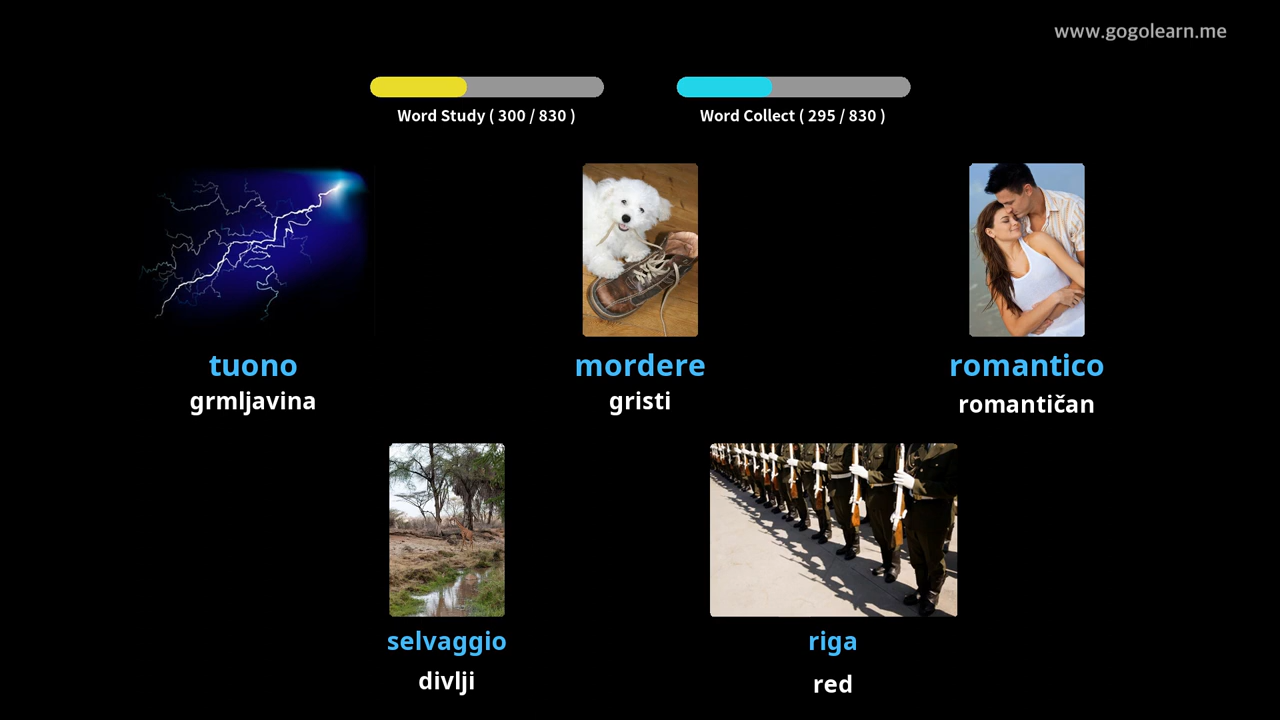 www.gogolearn.me
Word Study ( 300 / 830 )
Word Collect ( 295 / 830 )
tuono
grmljavina
mordere
gristi
romantico
romantičan
selvaggio
divlji
riga
red